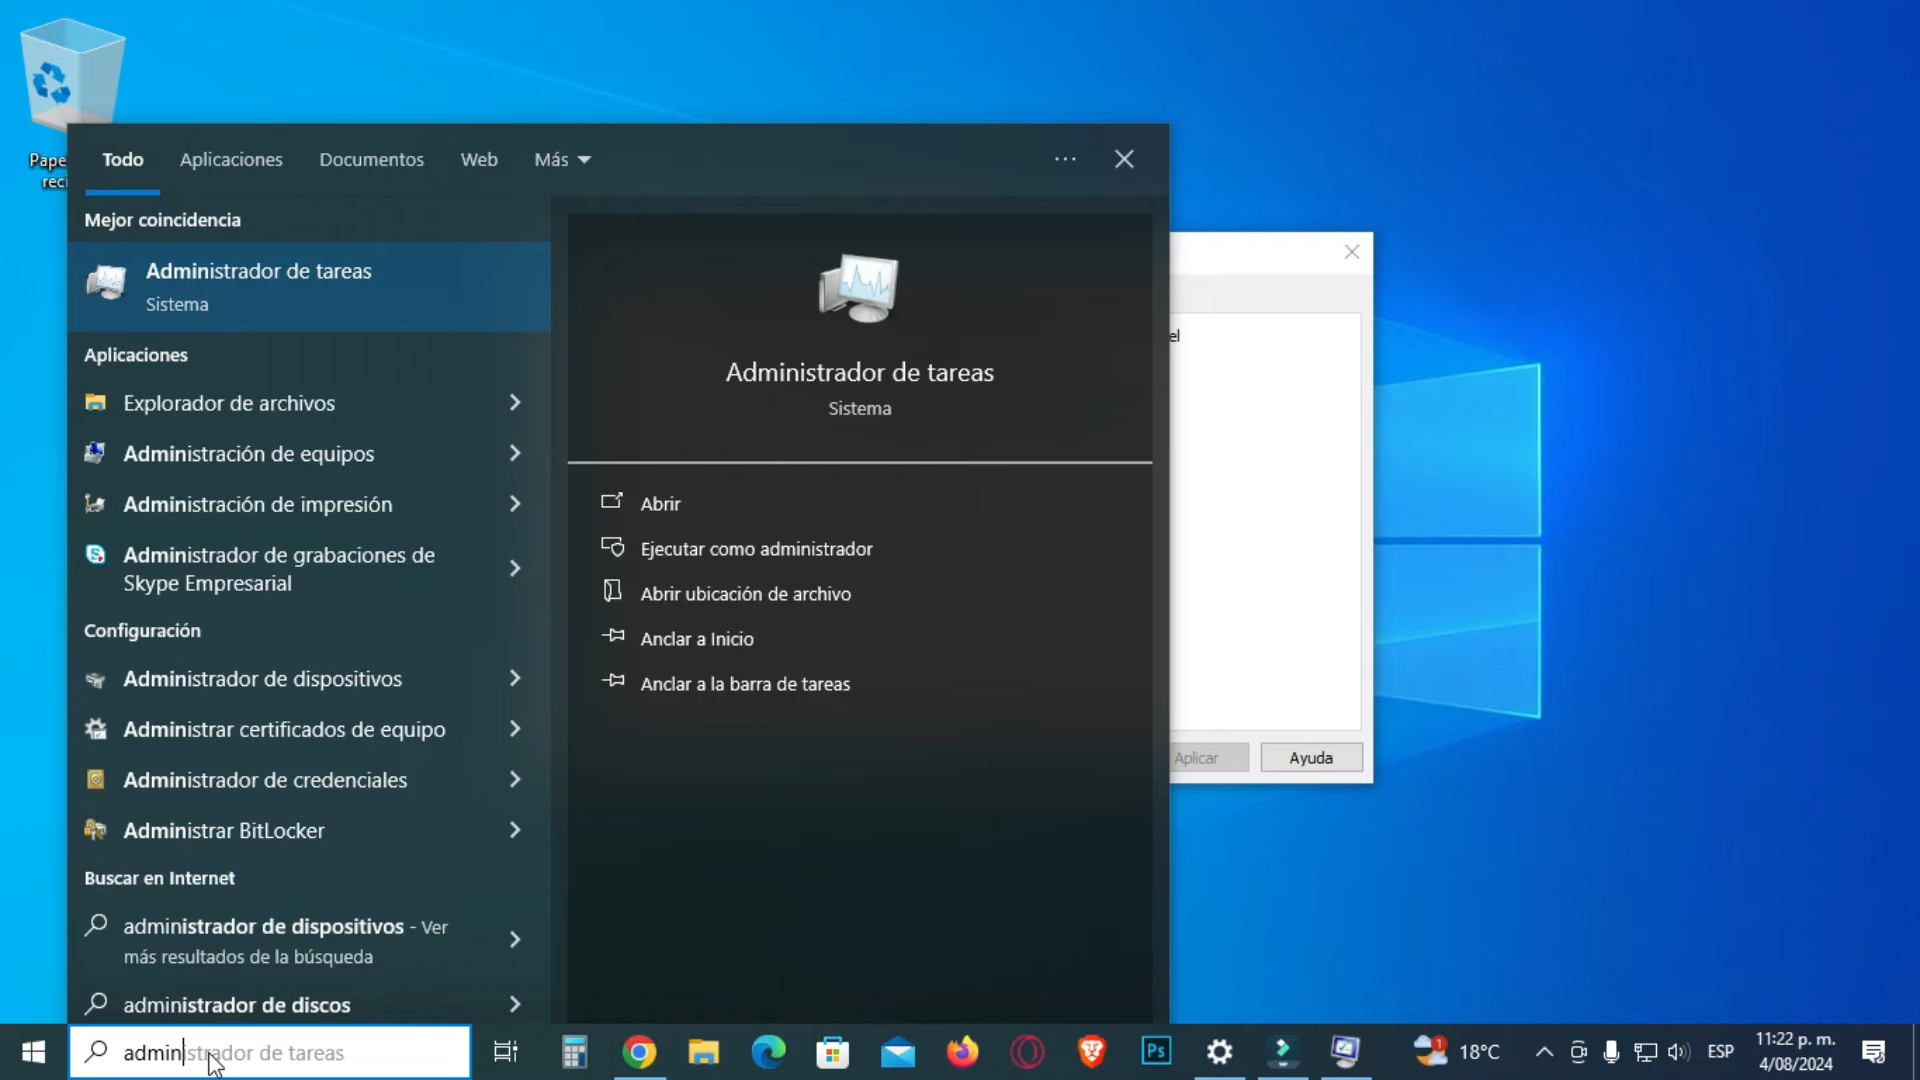 Pape
reci
Todo
Aplicaciones
Documentos
Web
Más
Mejor coincidencia
Administrador de tareas
Sistema
Aplicaciones
Explorador de archivos
Administración de equipos
Administración de impresión
Administrador de grabaciones de
Skype Empresarial
Configuración
Administrador de dispositivos
Administrar certificados de equipo
Administrador de credenciales
Administrar BitLocker
Buscar en Internet
administrador de dispositivos - Ver
más resultados de la búsqueda
administrador de discos
Administrador de tareas
Sistema
Abrir
Ejecutar como administrador
Abrir ubicación de archivo
Anclar a Inicio
Anclar a la barra de tareas
el
Aplicar
Ayuda
administrador de tareas
Ps
1
18°C
ESP
11:22 p. m.
4/08/2024